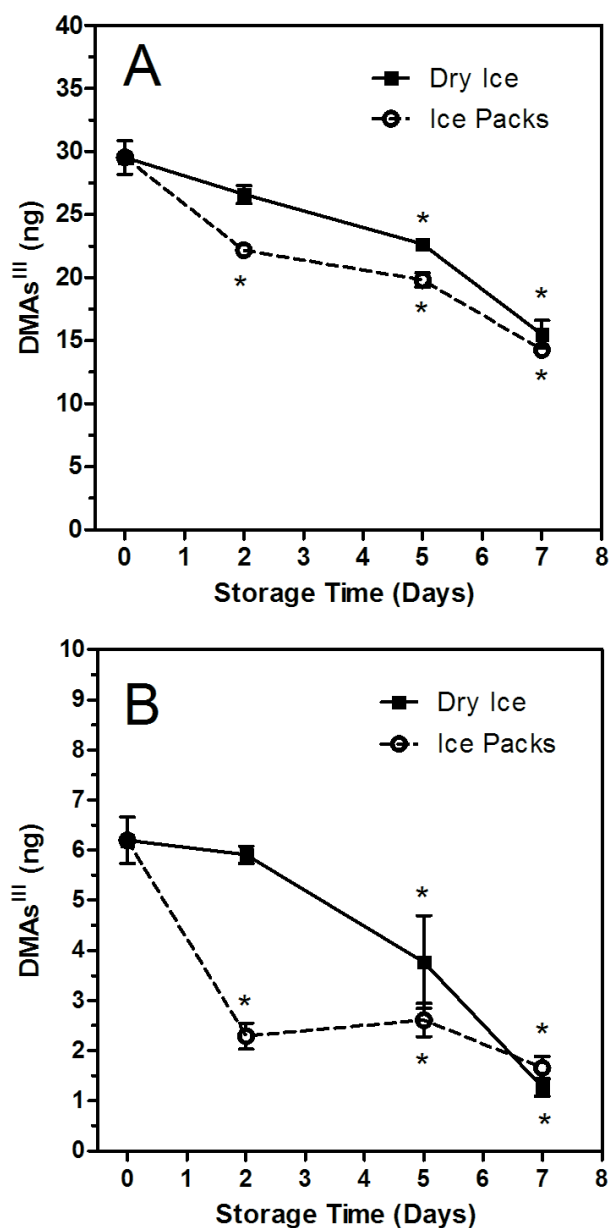 A
Dry Ice
Ice Packs
DMAs^III (ng)
40
35
30
25
20
15
10
5
0
*
*
*
*
*
0 1 2 3 4 5 6 7 8
Storage Time (Days)
B
Dry Ice
Ice Packs
DMAs^III (ng)
10
9
8
7
6
5
4
3
2
1
0
*
*
*
*
*
0 1 2 3 4 5 6 7 8
Storage Time (Days)